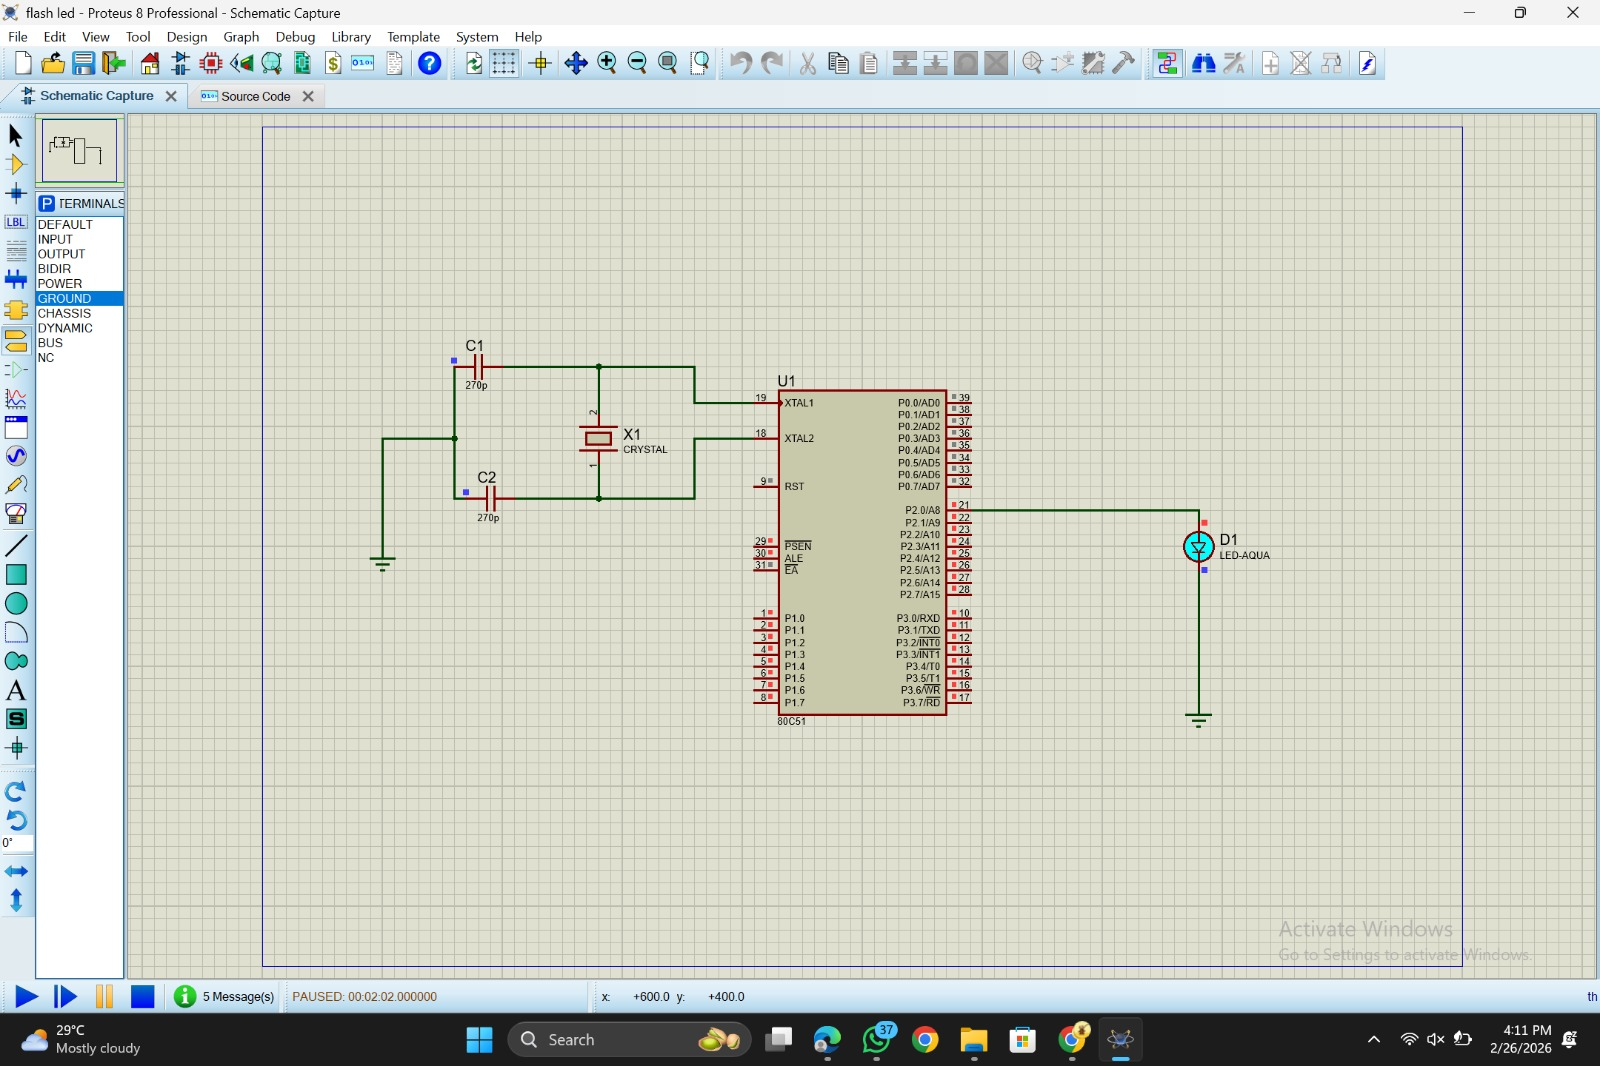 flash led - Proteus 8 Professional - Schematic Capture
File Edit View Tool Design Graph Debug Library Template System Help
Schematic Capture
Source Code
TERMINALS
DEFAULT
INPUT
OUTPUT
BIDIR
POWER
GROUND
CHASSIS
DYNAMIC
BUS
NC
LBL
A
S
0°
C1
270p
C2
270p
X1
CRYSTAL
2
1
U1
19 XTAL1
18 XTAL2
9 RST
29 PSEN
30 ALE
31 EA
1 P1.0
2 P1.1
3 P1.2
4 P1.3
5 P1.4
6 P1.5
7 P1.6
8 P1.7
P0.0/AD0 39
P0.1/AD1 38
P0.2/AD2 37
P0.3/AD3 36
P0.4/AD4 35
P0.5/AD5 34
P0.6/AD6 33
P0.7/AD7 32
P2.0/A8 21
P2.1/A9 22
P2.2/A10 23
P2.3/A11 24
P2.4/A12 25
P2.5/A13 26
P2.6/A14 27
P2.7/A15 28
P3.0/RXD 10
P3.1/TXD 11
P3.2/INT0 12
P3.3/INT1 13
P3.4/T0 14
P3.5/T1 15
P3.6/WR 16
P3.7/RD 17
80C51
D1
LED-AQUA
Activate Windows
Go to Settings to activate Windows.
5 Message(s)
PAUSED: 00:02:02.000000
x: +600.0 y: +400.0
th
29°C
Mostly cloudy
Search
37
4:11 PM
2/26/2026